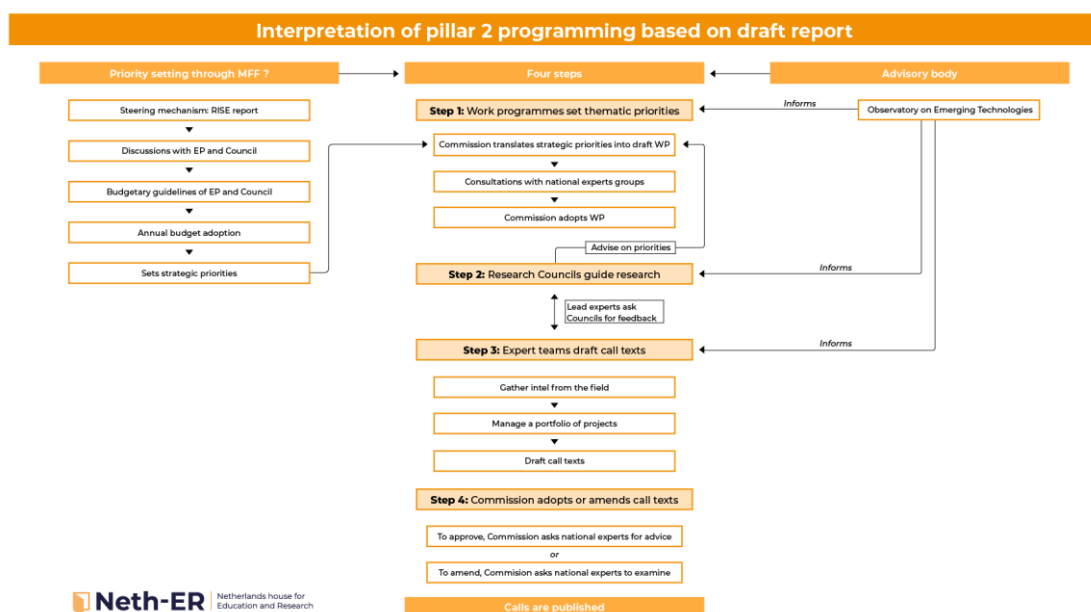 Interpretation of pillar 2 programming based on draft report
Priority setting through MFF ?
Four steps
Advisory body
Steering mechanism: RISE report
Discussions with EP and Council
Budgetary guidelines of EP and Council
Annual budget adoption
Sets strategic priorities
Step 1: Work programmes set thematic priorities
Informs
Observatory on Emerging Technologies
Commission translates strategic priorities into draft WP
Consultations with national experts groups
Commission adopts WP
Advise on priorities
Step 2: Research Councils guide research
Informs
Lead experts ask
Councils for feedback
Step 3: Expert teams draft call texts
Informs
Gather intel from the field
Manage a portfolio of projects
Draft call texts
Step 4: Commission adopts or amends call texts
To approve, Commission asks national experts for advice
or
To amend, Commision asks national experts to examine
Calls are published
Neth-ER
Netherlands house for
Education and Research